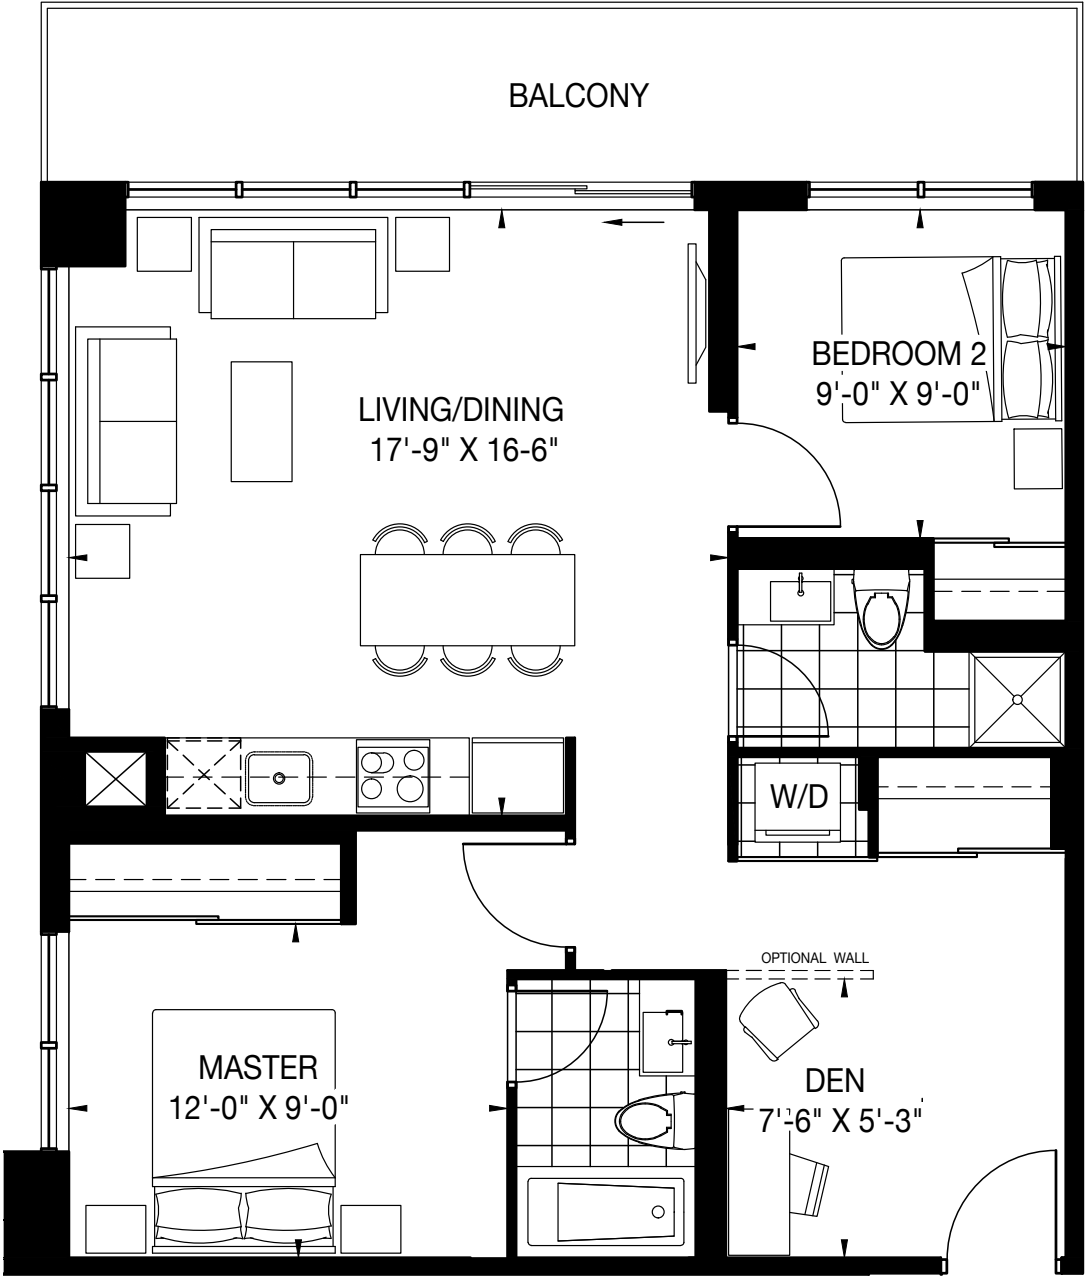 BALCONY
BEDROOM 2
9'-0" X 9'-0"
LIVING/DINING
17'-9" X 16-6"
W/D
OPTIONAL WALL
MASTER
12'-0" X 9'-0"
DEN
7'-6" X 5'-3"